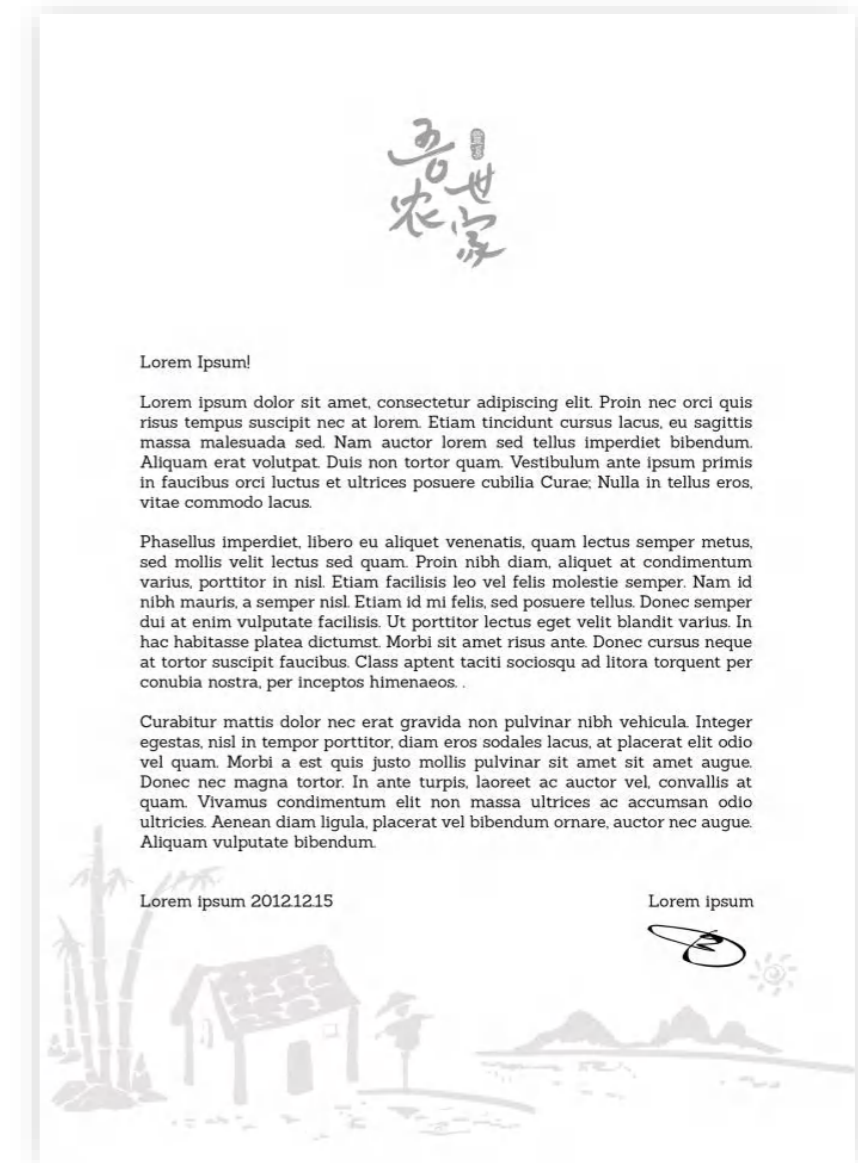 吾农世家
Lorem Ipsum!
Lorem ipsum dolor sit amet, consectetur adipiscing elit. Proin nec orci quis
risus tempus suscipit nec at lorem. Etiam tincidunt cursus lacus, eu sagittis
massa malesuada sed. Nam auctor lorem sed tellus imperdiet bibendum.
Aliquam erat volutpat. Duis non tortor quam. Vestibulum ante ipsum primis
in faucibus orci luctus et ultrices posuere cubilia Curae; Nulla in tellus eros,
vitae commodo lacus.
Phasellus imperdiet, libero eu aliquet venenatis, quam lectus semper metus,
sed mollis velit lectus sed quam. Proin nibh diam, aliquet at condimentum
varius, porttitor in nisl. Etiam facilisis leo vel felis molestie semper. Nam id
nibh mauris, a semper nisl. Etiam id mi felis, sed posuere tellus. Donec semper
dui at enim vulputate facilisis. Ut porttitor lectus eget velit blandit varius. In
hac habitasse platea dictumst. Morbi sit amet risus ante. Donec cursus neque
at tortor suscipit faucibus. Class aptent taciti sociosqu ad litora torquent per
conubia nostra, per inceptos himenaeos. .
Curabitur mattis dolor nec erat gravida non pulvinar nibh vehicula. Integer
egestas, nisl in tempor porttitor, diam eros sodales lacus, at placerat elit odio
vel quam. Morbi a est quis justo mollis pulvinar sit amet sit amet augue.
Donec nec magna tortor. In ante turpis, laoreet ac auctor vel, convallis at
quam. Vivamus condimentum elit non massa ultrices ac accumsan odio
ultricies. Aenean diam ligula, placerat vel bibendum ornare, auctor nec augue.
Aliquam vulputate bibendum.
Lorem ipsum 2012.12.15 Lorem ipsum